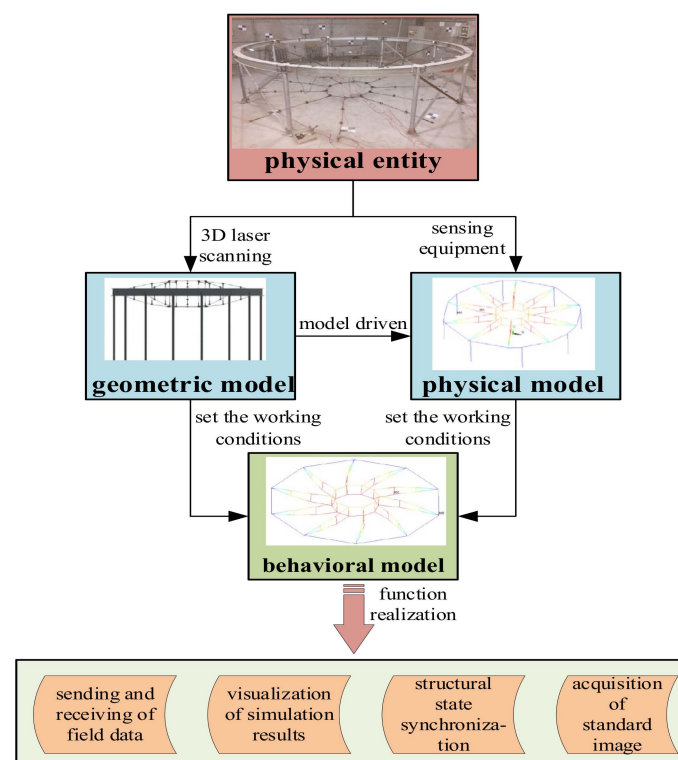 physical entity
3D laser
scanning
sensing
equipment
model driven
geometric model
physical model
set the working
conditions
set the working
conditions
behavioral model
function
realization
sending and
receiving of
field data
visualization
of simulation
results
structural
state
synchroniza-
tion
acquisition
of
standard
image